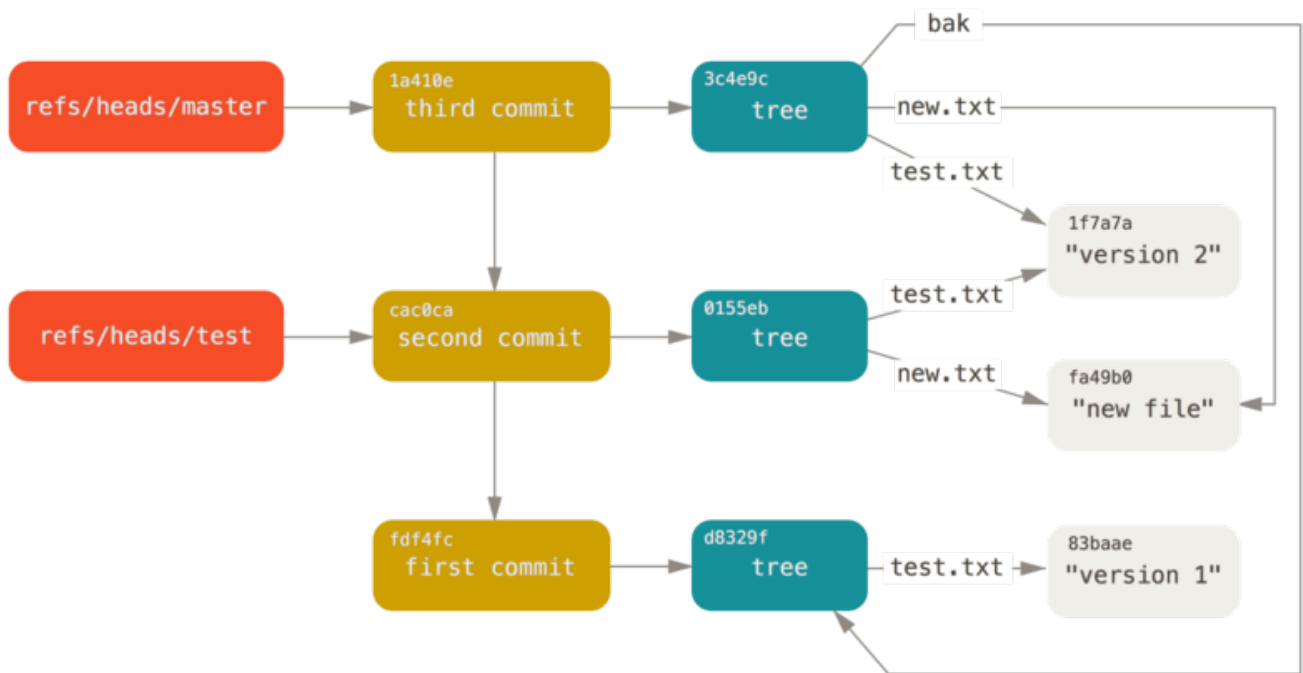 bak
refs/heads/master
1a410e
third commit
3c4e9c
tree
new.txt
test.txt
1f7a7a
"version 2"
refs/heads/test
cac0ca
second commit
0155eb
tree
test.txt
new.txt
fa49b0
"new file"
fdf4fc
first commit
d8329f
tree
test.txt
83baae
"version 1"